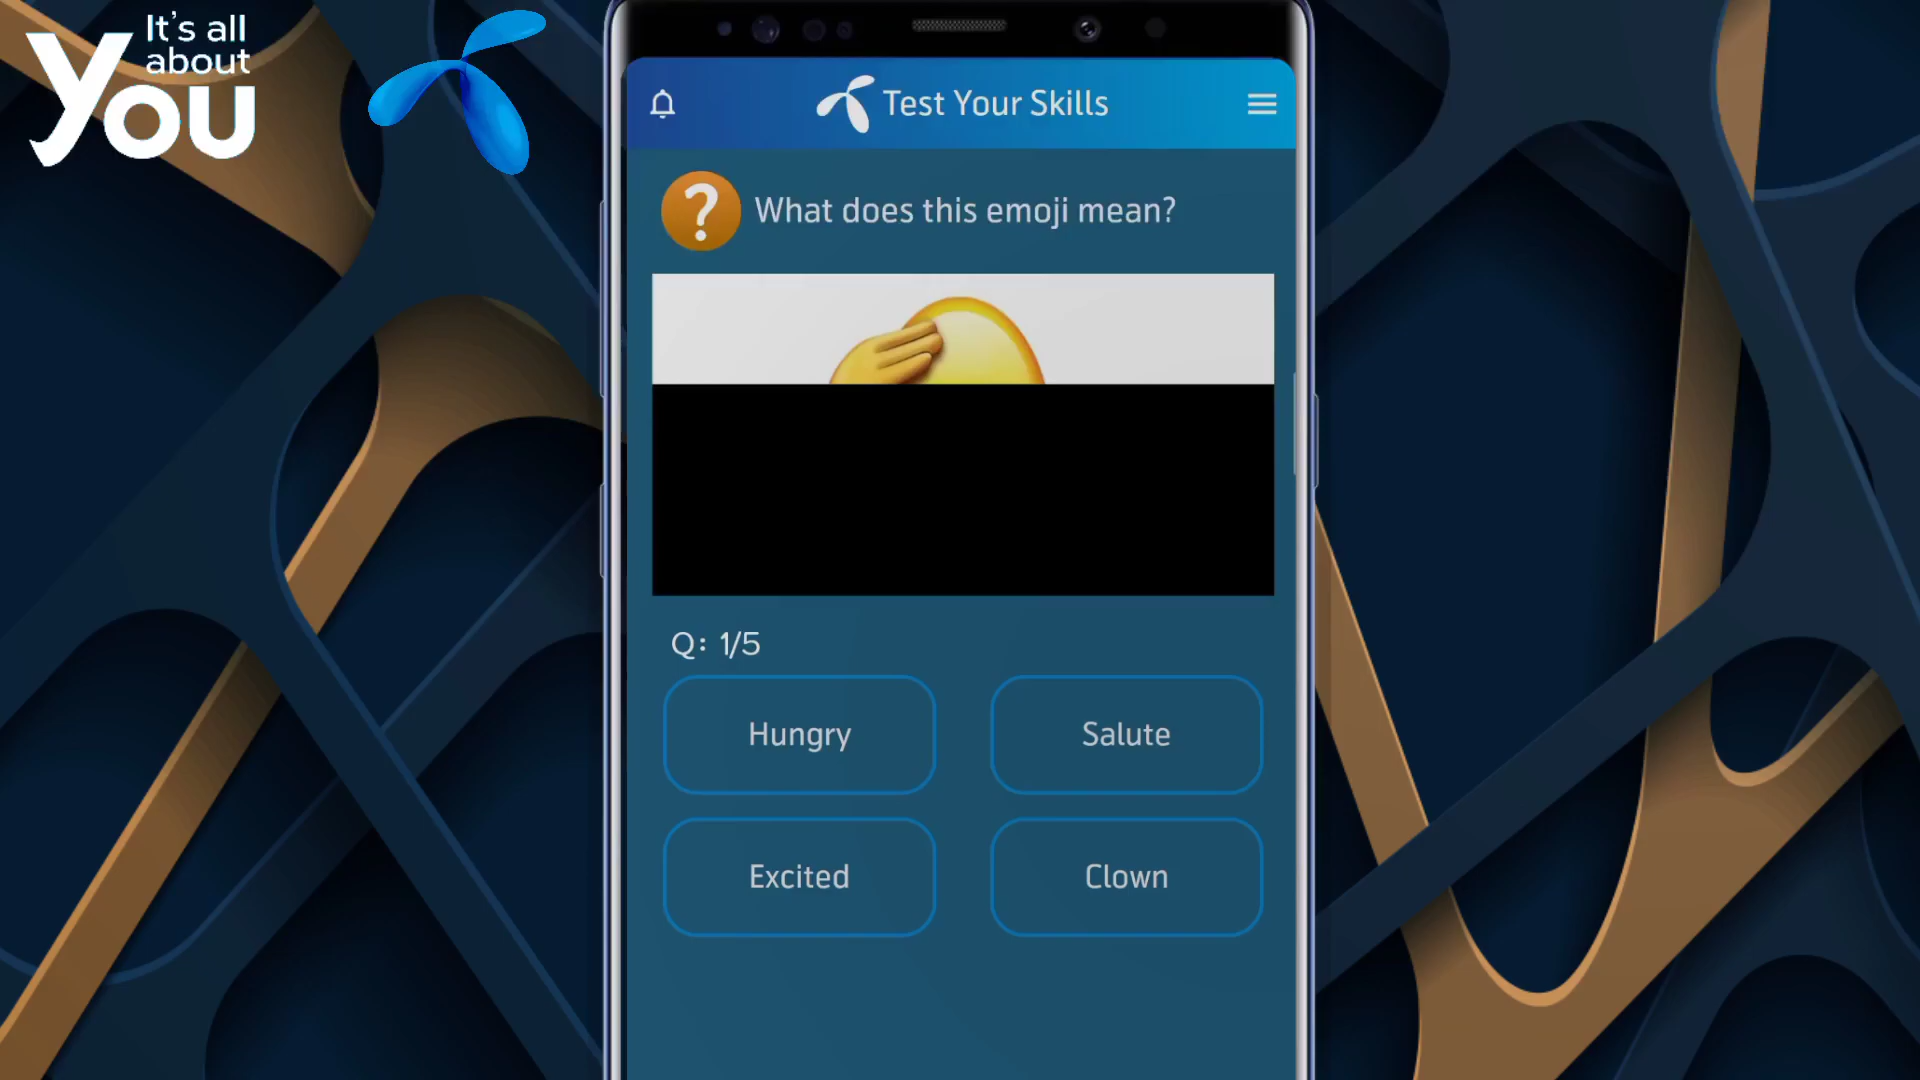 It's all
about
You
Test Your Skills
? What does this emoji mean?
Q: 1/5
Hungry
Salute
Excited
Clown